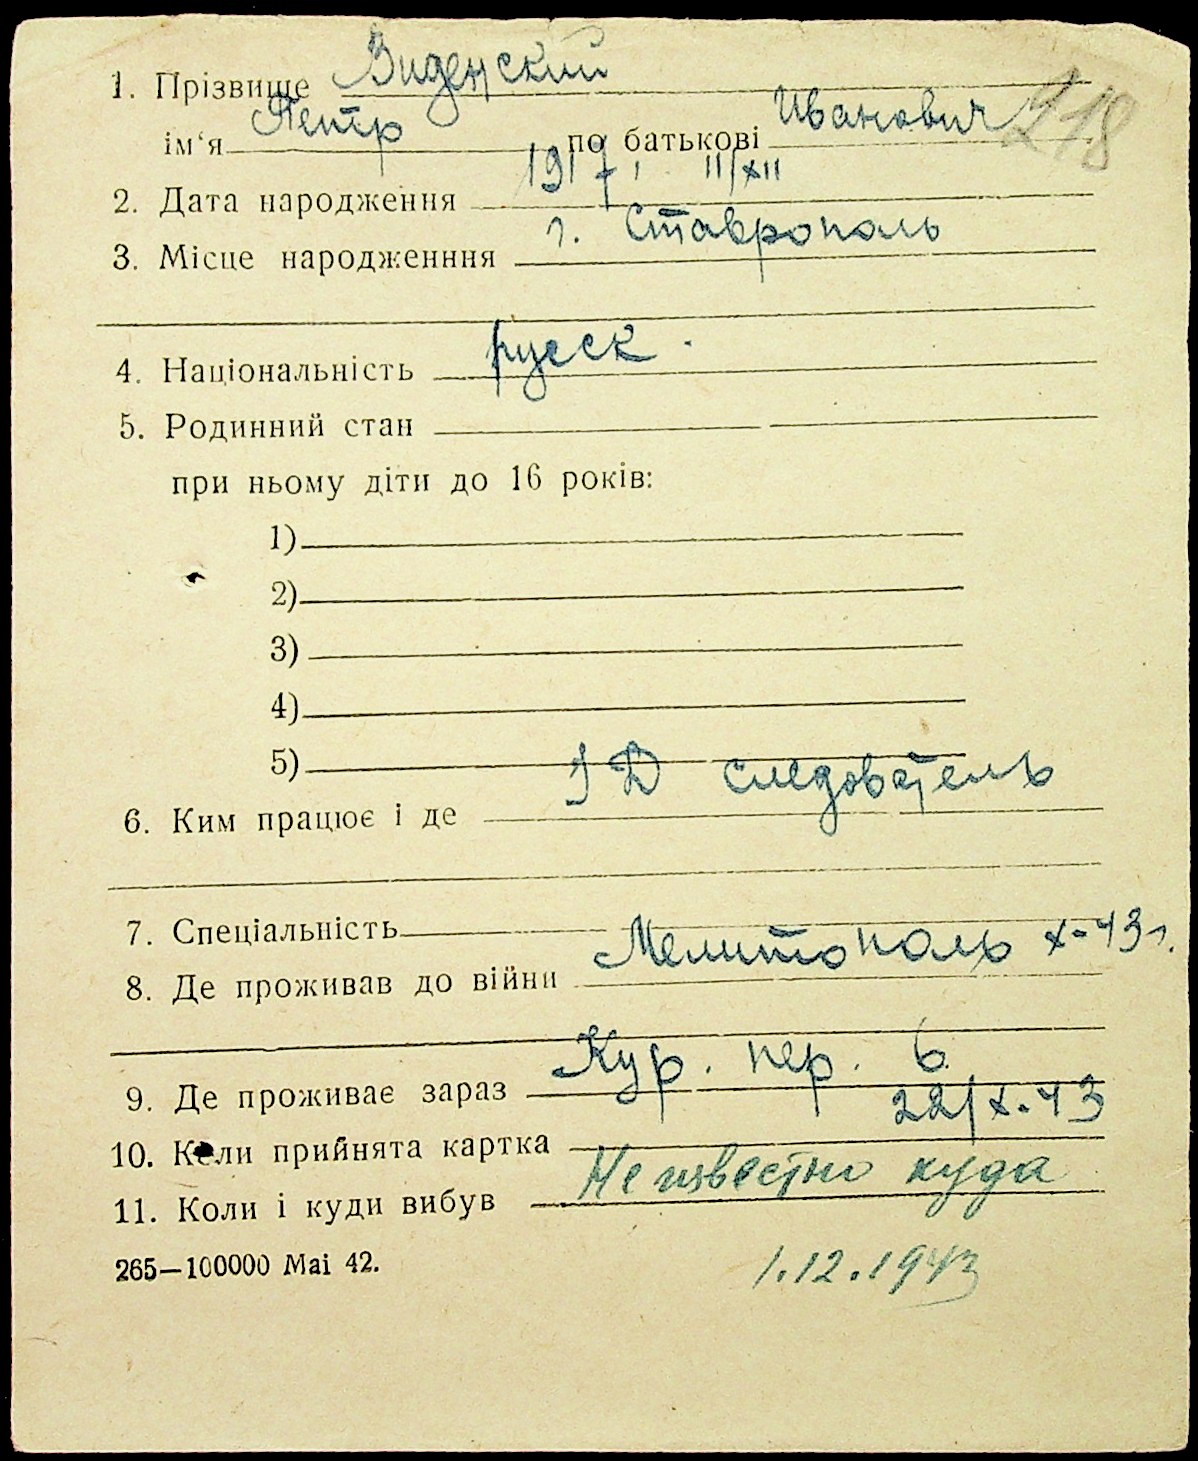 1. Прізвище Виденский
ім‘я Петр по батькові Иванович 218
2. Дата народження 1917, 11/XII
3. Місце народженння г. Ставрополь
4. Національність русск.
5. Родинний стан
при ньому діти до 16 років:
1)
2)
3)
4)
5)
6. Ким працює і де Д следователь
7. Спеціальність
8. Де проживав до війни Мелитополь X-43г.
9. Де проживає зараз Кур. пер. 6
10. Коли прийнята картка 22/X-43
11. Коли і куди вибув Неизвестно куда
265—100000 Mai 42.
1.12.1943